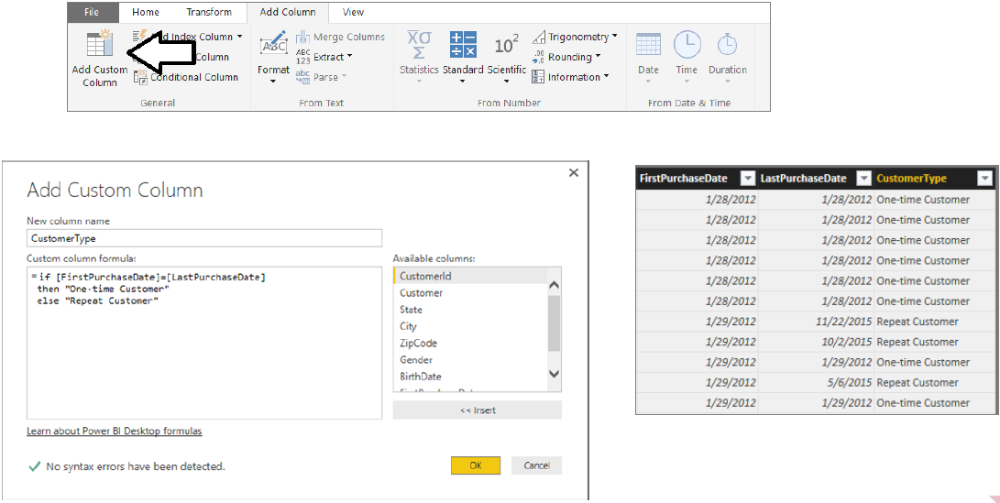 File Home Transform Add Column View
Add Custom Column
Index Column
Column
Conditional Column
General
ABC
Format
Merge Columns
ABC 123 Extract
abc Parse
From Text
XΣ Statistics
Standard
10² Scientific
Trigonometry
.00 Rounding
Information
From Number
Date
Time
Duration
From Date & Time
Add Custom Column
New column name
CustomerType
Custom column formula:
=if [FirstPurchaseDate]=[LastPurchaseDate]
then "One-time Customer"
else "Repeat Customer"
Available columns:
CustomerId
Customer
State
City
ZipCode
Gender
BirthDate
<< Insert
Learn about Power BI Desktop formulas
No syntax errors have been detected.
OK
Cancel
FirstPurchaseDate LastPurchaseDate CustomerType
1/28/2012 1/28/2012 One-time Customer
1/28/2012 1/28/2012 One-time Customer
1/28/2012 1/28/2012 One-time Customer
1/28/2012 1/28/2012 One-time Customer
1/28/2012 1/28/2012 One-time Customer
1/28/2012 1/28/2012 One-time Customer
1/29/2012 11/22/2015 Repeat Customer
1/29/2012 10/2/2015 Repeat Customer
1/29/2012 1/29/2012 One-time Customer
1/29/2012 5/6/2015 Repeat Customer
1/29/2012 1/29/2012 One-time Customer